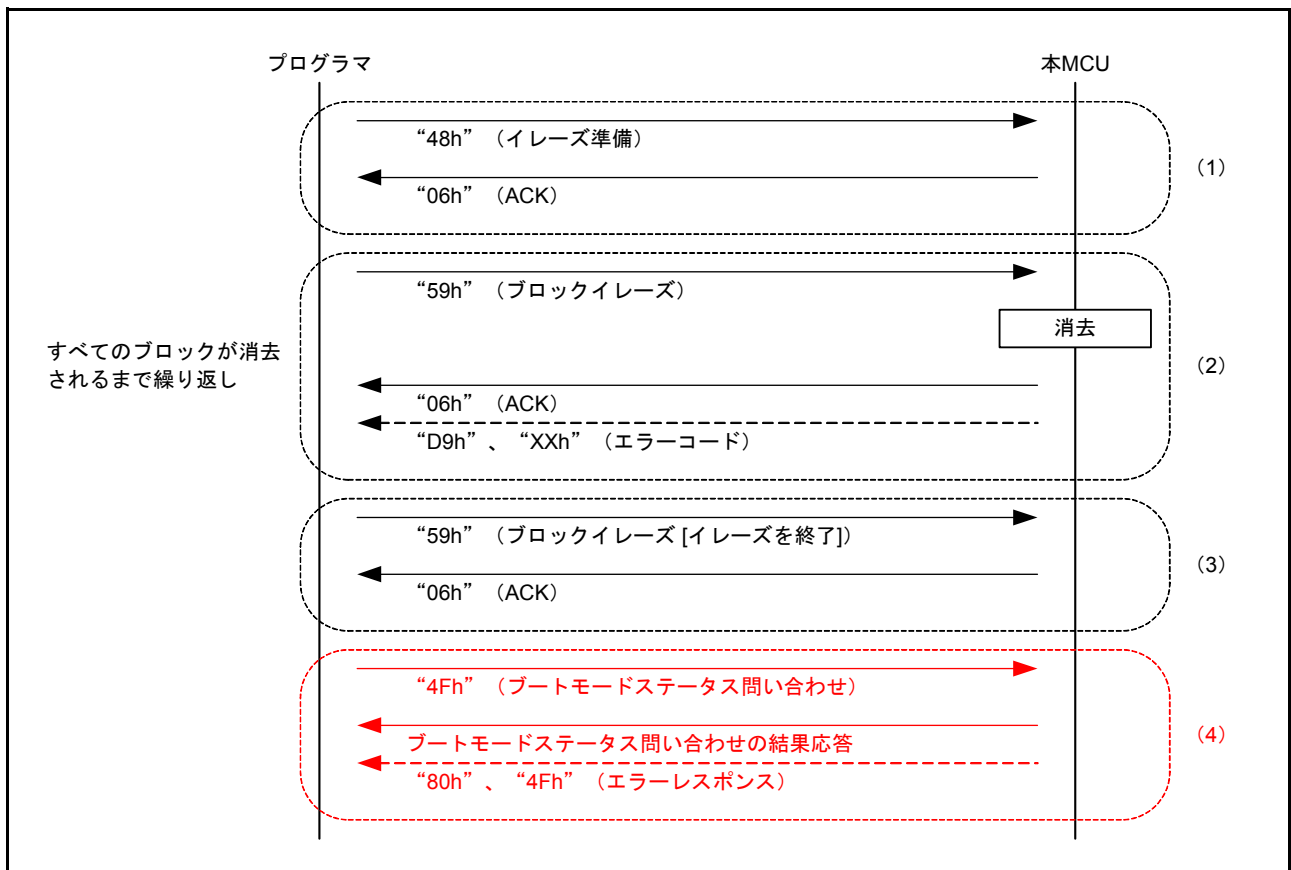 プログラマ
本MCU
“48h”（イレーズ準備）
“06h”（ACK）
（1）
“59h”（ブロックイレーズ）
消去
すべてのブロックが消去
されるまで繰り返し
“06h”（ACK）
“D9h”、“XXh”（エラーコード）
（2）
“59h”（ブロックイレーズ [イレーズを終了]）
“06h”（ACK）
（3）
“4Fh”（ブートモードステータス問い合わせ）
ブートモードステータス問い合わせの結果応答
“80h”、“4Fh”（エラーレスポンス）
（4）